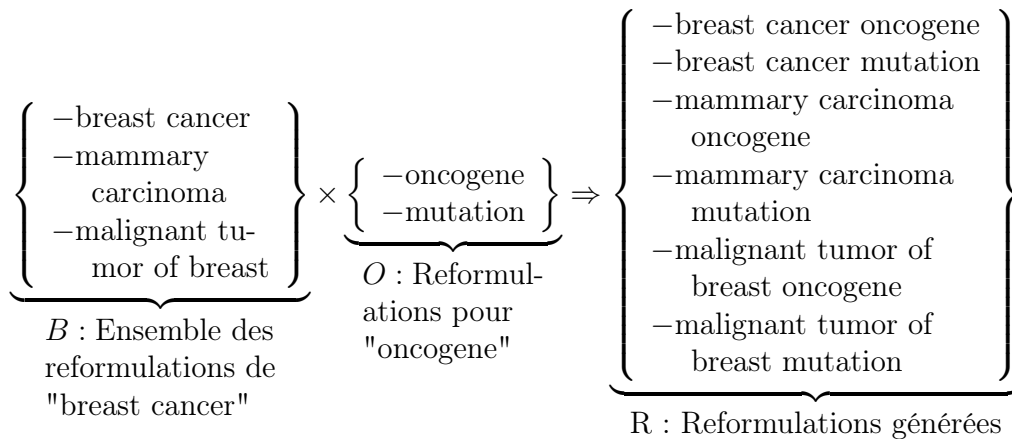 −breast cancer
−mammary
carcinoma
−malignant tu-
mor of breast
B : Ensemble des
reformulations de
"breast cancer"
×
−oncogene
−mutation
O : Reformul-
ations pour
"oncogene"
⇒
−breast cancer oncogene
−breast cancer mutation
−mammary carcinoma
oncogene
−mammary carcinoma
mutation
−malignant tumor of
breast oncogene
−malignant tumor of
breast mutation
R : Reformulations générées